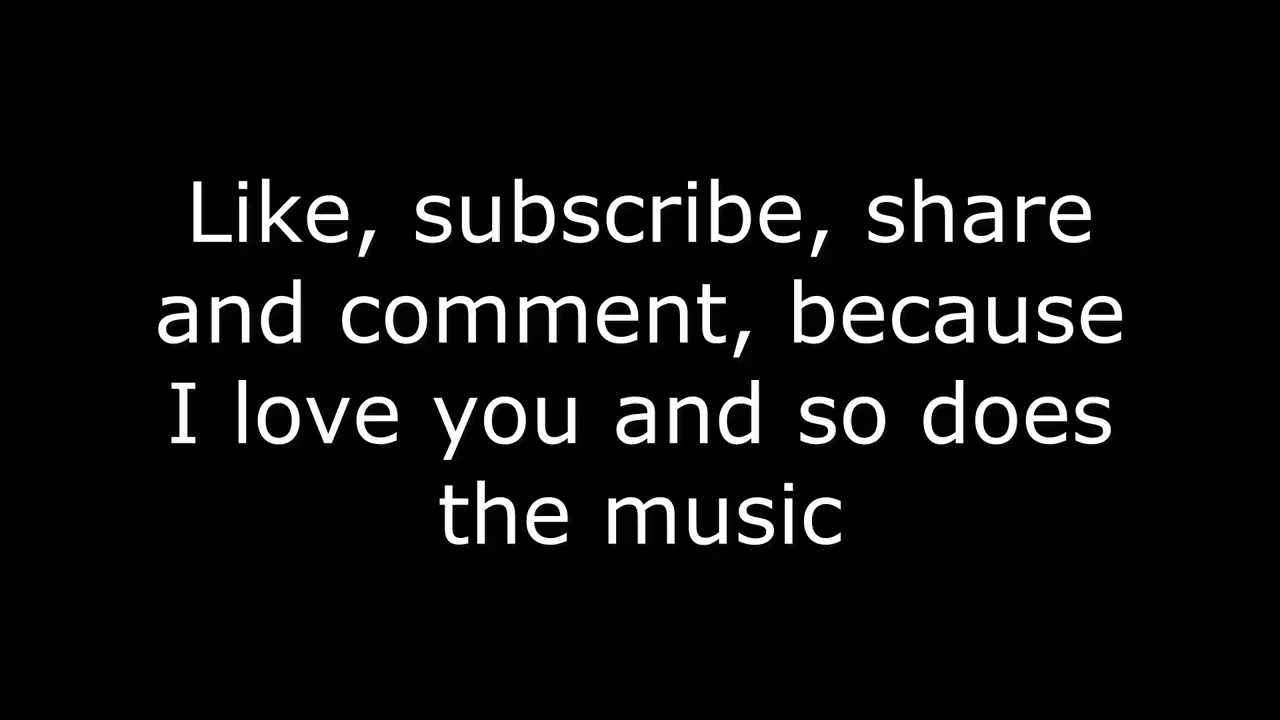 Like, subscribe, share
and comment, because
I love you and so does
the music